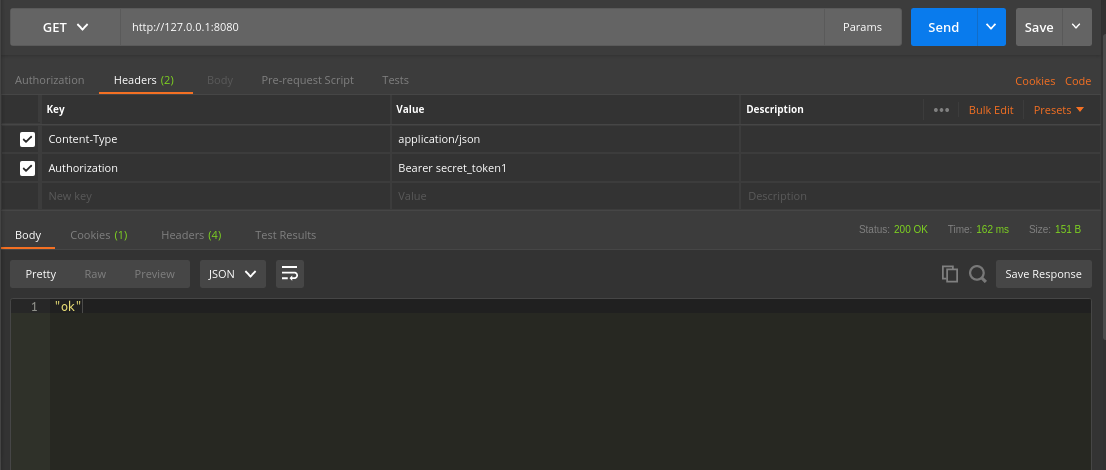 GET http://127.0.0.1:8080 Params Send Save
Authorization Headers (2) Body Pre-request Script Tests Cookies Code
Key Value Description ••• Bulk Edit Presets
Content-Type application/json
Authorization Bearer secret_token1
New key Value Description
Body Cookies (1) Headers (4) Test Results Status: 200 OK Time: 162 ms Size: 151 B
Pretty Raw Preview JSON Save Response
1 "ok"